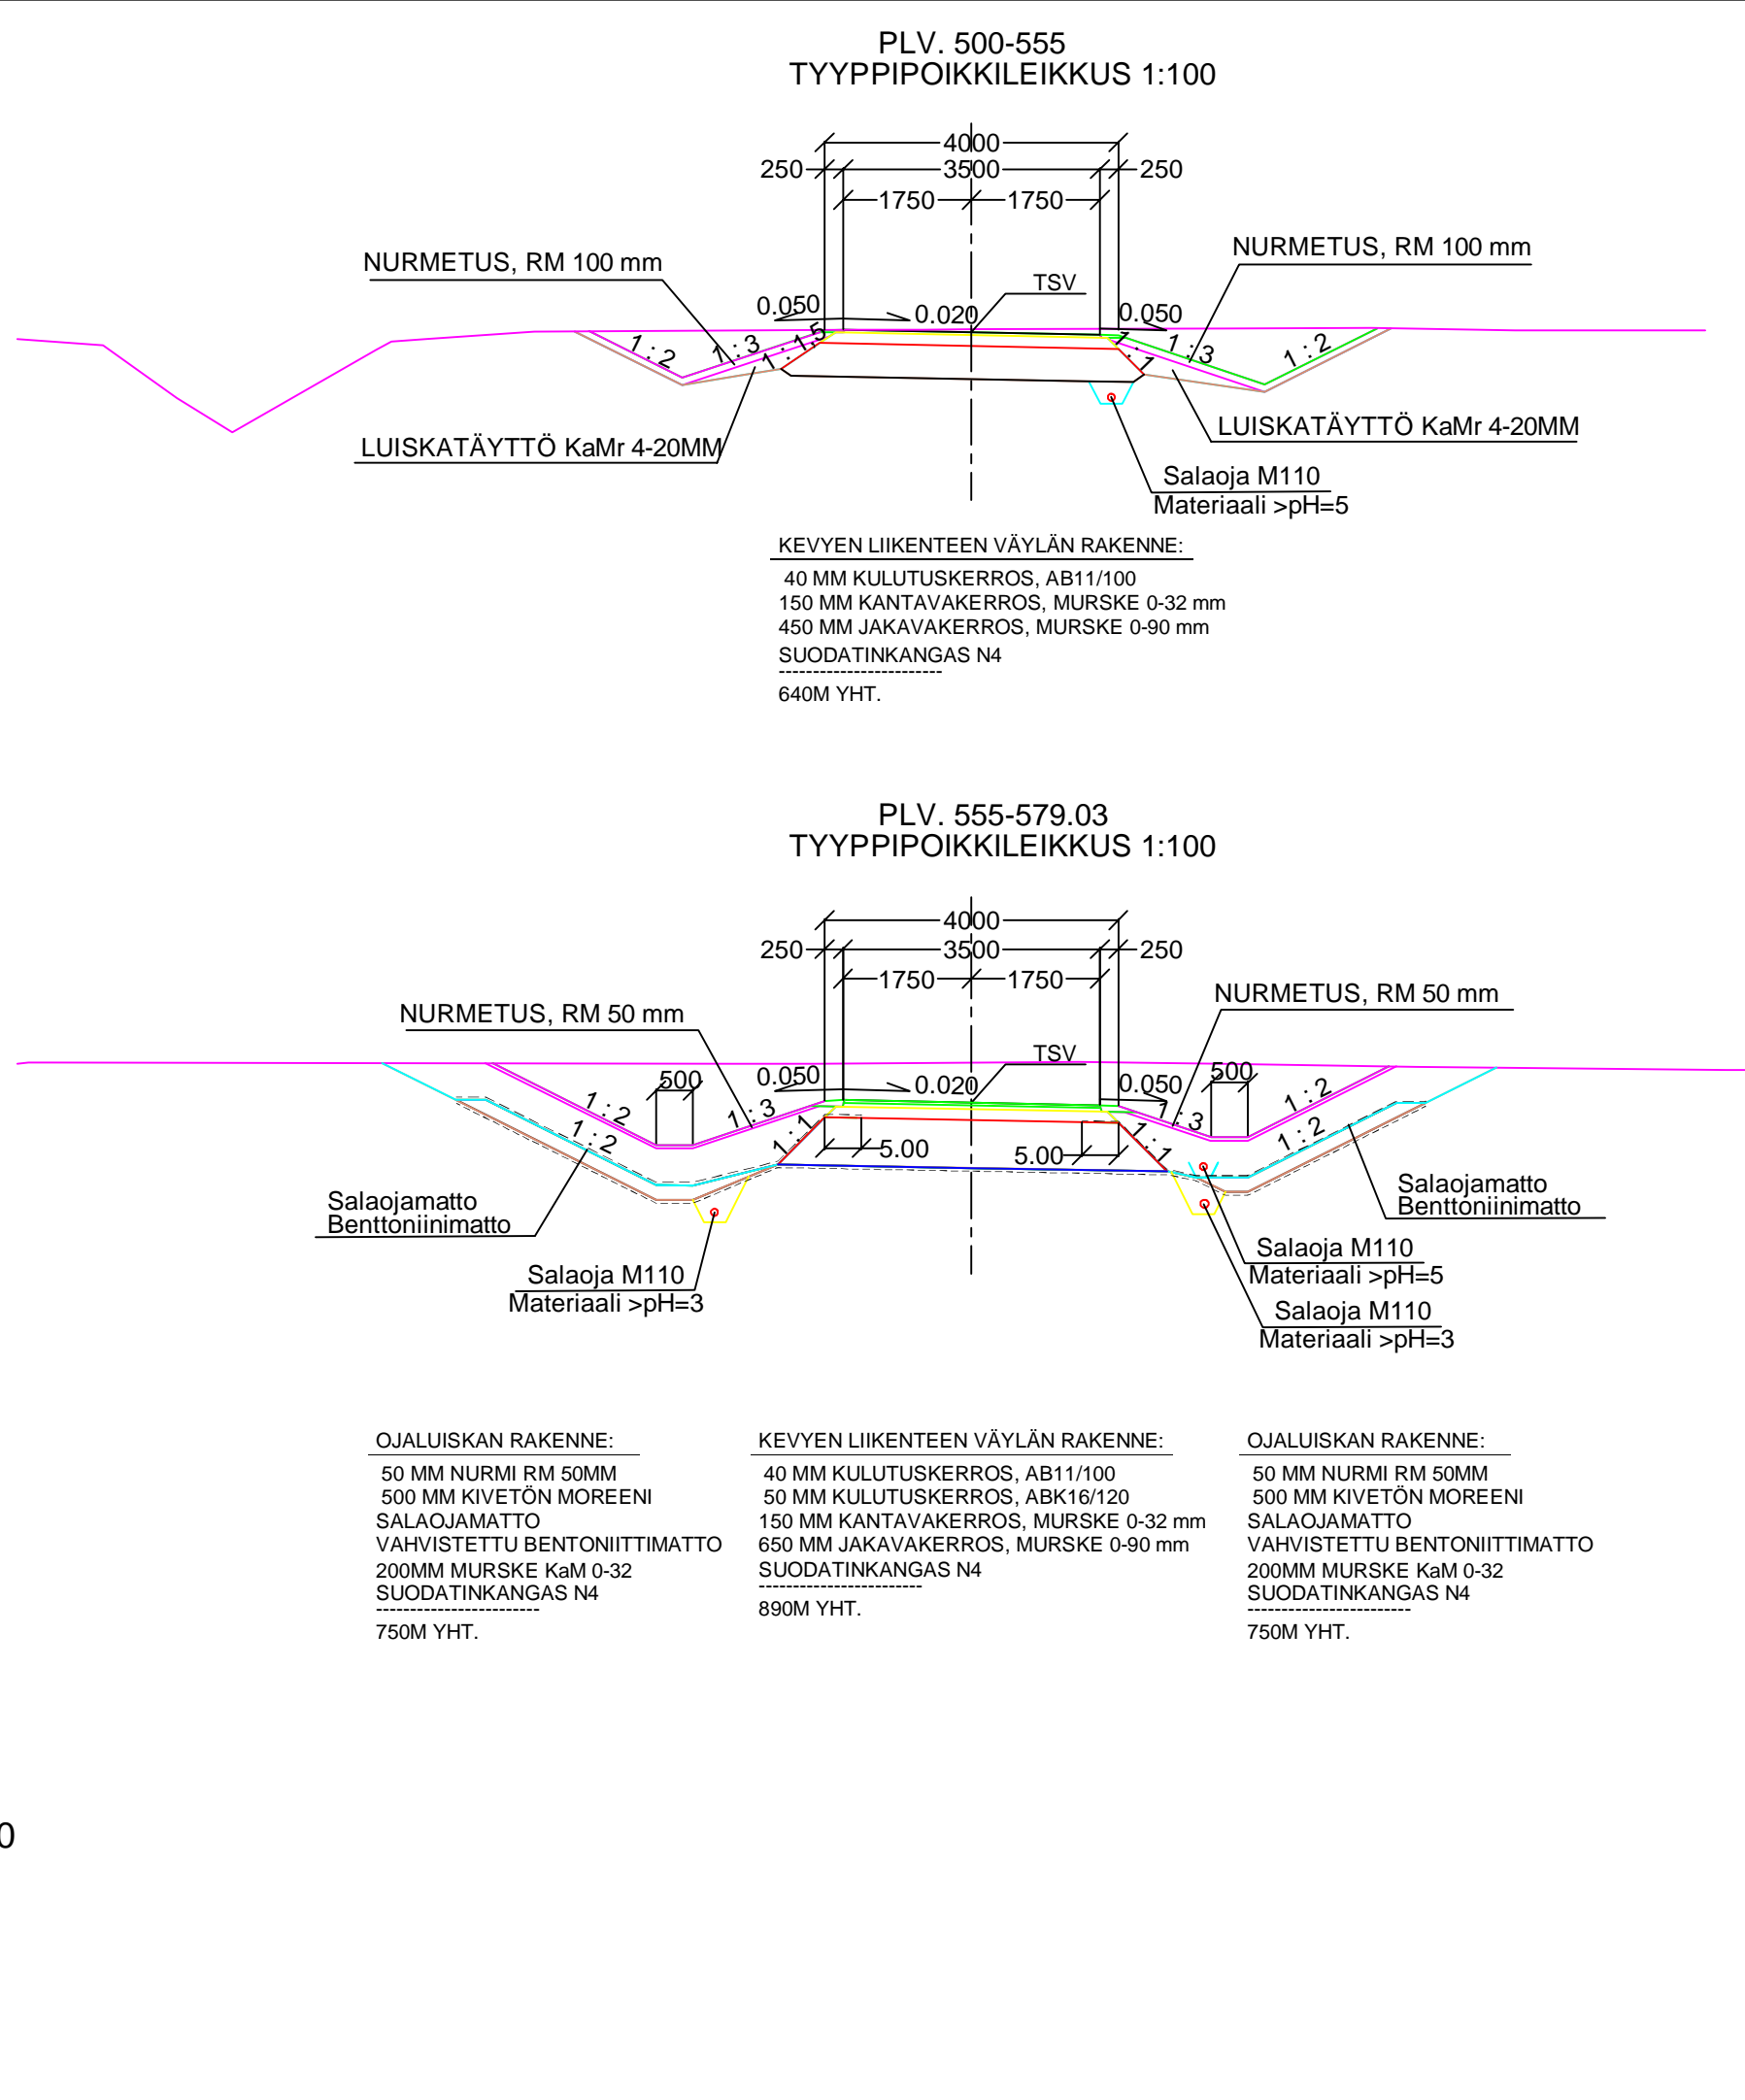 PLV. 500-555
TYYPPIPOIKKILEIKKUS 1:100
4000
250 3500 250
1750 1750
NURMETUS, RM 100 mm
NURMETUS, RM 100 mm
TSV
0.050 0.020 0.050
1 : 2 1 : 3 1 : 1.5 1 : 1 1 : 3 1 : 2
LUISKATÄYTTÖ KaMr 4-20MM
LUISKATÄYTTÖ KaMr 4-20MM
Salaoja M110
Materiaali >pH=5
KEVYEN LIIKENTEEN VÄYLÄN RAKENNE:
40 MM KULUTUSKERROS, AB11/100
150 MM KANTAVAKERROS, MURSKE 0-32 mm
450 MM JAKAVAKERROS, MURSKE 0-90 mm
SUODATINKANGAS N4
------------------------
640M YHT.
PLV. 555-579.03
TYYPPIPOIKKILEIKKUS 1:100
4000
250 3500 250
1750 1750
NURMETUS, RM 50 mm
NURMETUS, RM 50 mm
TSV
500 0.050 0.020 0.050 500
1 : 2 1 : 3 1 : 3 1 : 2
1 : 2 1 : 1 1 : 1 1 : 2
5.00 5.00
Salaojamatto
Benttoniinimatto
Salaojamatto
Benttoniinimatto
Salaoja M110
Materiaali >pH=3
Salaoja M110
Materiaali >pH=5
Salaoja M110
Materiaali >pH=3
OJALUISKAN RAKENNE:
50 MM NURMI RM 50MM
500 MM KIVETÖN MOREENI
SALAOJAMATTO
VAHVISTETTU BENTONIITTIMATTO
200MM MURSKE KaM 0-32
SUODATINKANGAS N4
------------------------
750M YHT.
KEVYEN LIIKENTEEN VÄYLÄN RAKENNE:
40 MM KULUTUSKERROS, AB11/100
50 MM KULUTUSKERROS, ABK16/120
150 MM KANTAVAKERROS, MURSKE 0-32 mm
650 MM JAKAVAKERROS, MURSKE 0-90 mm
SUODATINKANGAS N4
------------------------
890M YHT.
OJALUISKAN RAKENNE:
50 MM NURMI RM 50MM
500 MM KIVETÖN MOREENI
SALAOJAMATTO
VAHVISTETTU BENTONIITTIMATTO
200MM MURSKE KaM 0-32
SUODATINKANGAS N4
------------------------
750M YHT.
0